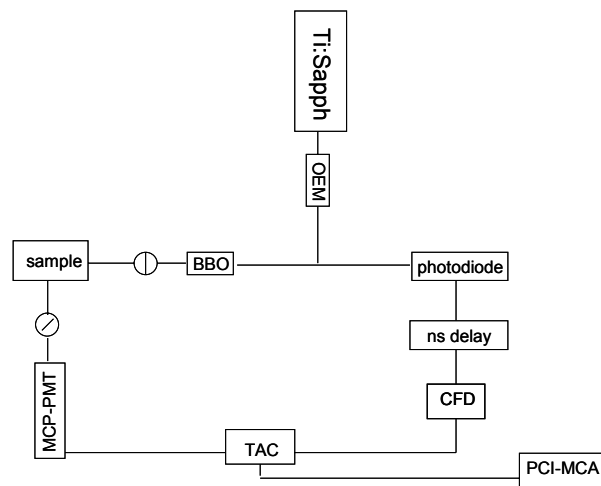 Ti:Sapph
OEM
sample
BBO
photodiode
ns delay
MCP-PMT
CFD
TAC
PCI-MCA